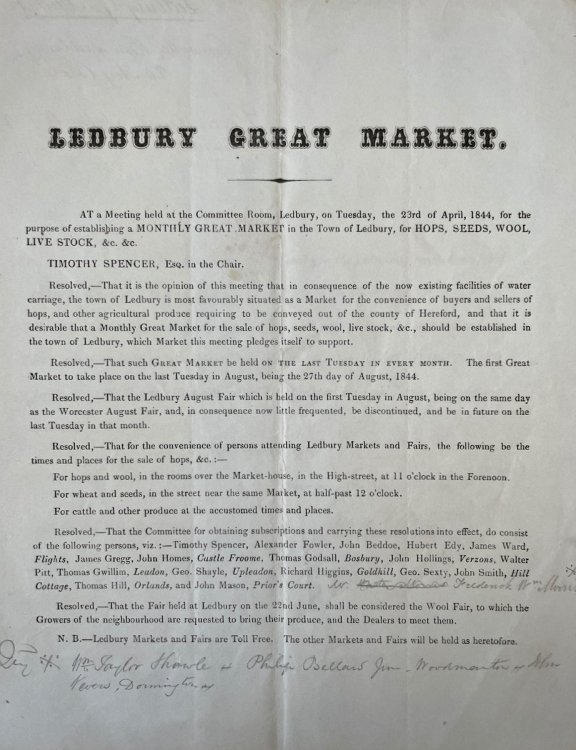 LEDBURY GREAT MARKET.
AT a Meeting held at the Committee Room, Ledbury, on Tuesday, the 23rd of April, 1844, for the
purpose of establishing a MONTHLY GREAT MARKET in the Town of Ledbury, for HOPS, SEEDS, WOOL,
LIVE STOCK, &c. &c.
TIMOTHY SPENCER, Esq. in the Chair.
Resolved,—That it is the opinion of this meeting that in consequence of the now existing facilities of water
carriage, the town of Ledbury is most favourably situated as a Market for the convenience of buyers and sellers of
hops, and other agricultural produce requiring to be conveyed out of the county of Hereford, and that it is
desirable that a Monthly Great Market for the sale of hops, seeds, wool, live stock, &c., should be established in
the town of Ledbury, which Market this meeting pledges itself to support.
Resolved,—That such GREAT MARKET be held ON THE LAST TUESDAY IN EVERY MONTH. The first Great
Market to take place on the last Tuesday in August, being the 27th day of August, 1844.
Resolved,—That the Ledbury August Fair which is held on the first Tuesday in August, being on the same day
as the Worcester August Fair, and, in consequence now little frequented, be discontinued, and be in future on the
last Tuesday in that month.
Resolved,—That for the convenience of persons attending Ledbury Markets and Fairs, the following be the
times and places for the sale of hops, &c. :—
For hops and wool, in the rooms over the Market-house, in the High-street, at 11 o'clock in the Forenoon.
For wheat and seeds, in the street near the same Market, at half-past 12 o'clock.
For cattle and other produce at the accustomed times and places.
Resolved,—That the Committee for obtaining subscriptions and carrying these resolutions into effect, do consist
of the following persons, viz. :—Timothy Spencer, Alexander Fowler, John Beddoe, Hubert Edy, James Ward,
Flights, James Gregg, John Homes, Castle Froome, Thomas Godsall, Bosbury, John Hollings, Verzons, Walter
Pitt, Thomas Gwillim, Leadon, Geo. Shayle, Upleadon, Richard Higgins, Goldhill, Geo. Sexty, John Smith, Hill
Cottage, Thomas Hill, Orlands, and John Mason, Prior's Court. Mr. Frederick Wm
Resolved,—That the Fair held at Ledbury on the 22nd June, shall be considered the Wool Fair, to which the
Growers of the neighbourhood are requested to bring their produce, and the Dealers to meet them.
N. B.—Ledbury Markets and Fairs are Toll Free. The other Markets and Fairs will be held as heretofore.
Wm Taylor & Philip Ballard Jun. &
Dormington